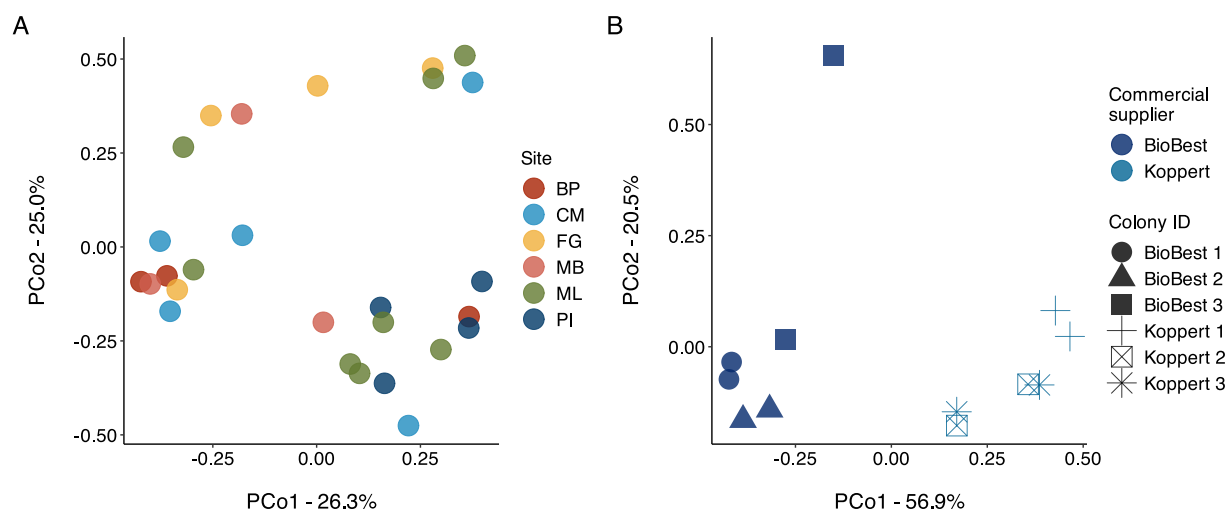 A
PCo2 - 25.0%
0.50
0.25
0.00
-0.25
-0.50
-0.25
0.00
0.25
PCo1 - 26.3%
Site
BP
CM
FG
MB
ML
PI
B
PCo2 - 20.5%
0.50
0.25
0.00
-0.25
0.00
0.25
0.50
PCo1 - 56.9%
Commercial
supplier
BioBest
Koppert
Colony ID
BioBest 1
BioBest 2
BioBest 3
Koppert 1
Koppert 2
Koppert 3